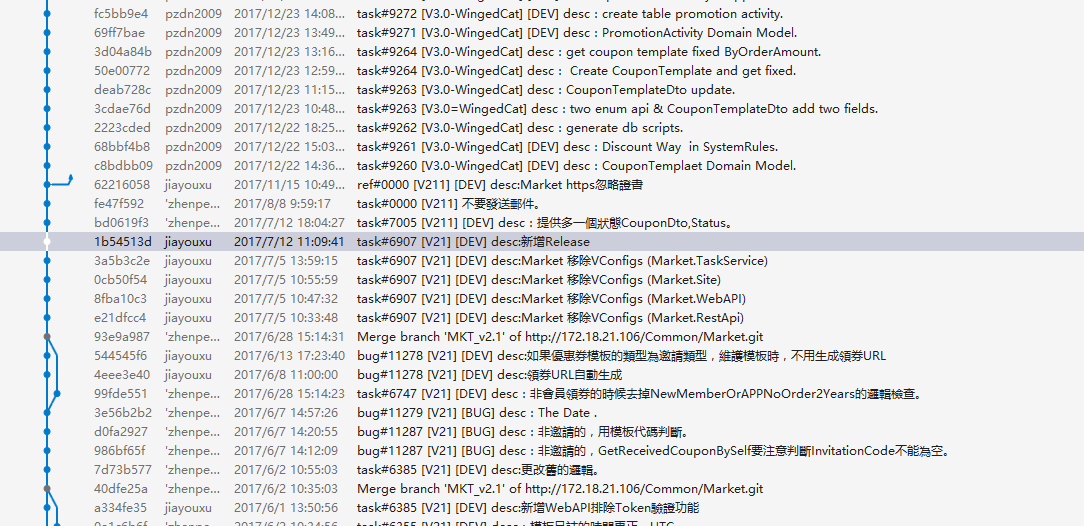 fc5bb9e4 pzdn2009 2017/12/23 14:08... task#9272 [V3.0-WingedCat] [DEV] desc : create table promotion activity.
69ff7bae pzdn2009 2017/12/23 13:49... task#9271 [V3.0-WingedCat] [DEV] desc : PromotionActivity Domain Model.
3d04a84b pzdn2009 2017/12/23 13:16... task#9264 [V3.0-WingedCat] desc : get coupon template fixed ByOrderAmount.
50e00772 pzdn2009 2017/12/23 12:59... task#9264 [V3.0-WingedCat] desc :  Create CouponTemplate and get fixed.
deab728c pzdn2009 2017/12/23 11:15... task#9263 [V3.0-WingedCat] desc : CouponTemplateDto update.
3cdae76d pzdn2009 2017/12/23 10:48... task#9263 [V3.0=WingedCat] desc : two enum api & CouponTemplateDto add two fields.
2223cded pzdn2009 2017/12/22 18:25... task#9262 [V3.0-WingedCat] desc : generate db scripts.
68bbf4b8 pzdn2009 2017/12/22 15:03... task#9261 [V3.0-WingedCat] [DEV] desc : Discount Way  in SystemRules.
c8bdbb09 pzdn2009 2017/12/22 14:36... task#9260 [V3.0-WingedCat] [DEV] desc : CouponTemplaet Domain Model.
62216058 jiayouxu 2017/11/15 10:49... ref#0000 [V211] [DEV] desc:Market https忽略證書
fe47f592 'zhenpe... 2017/8/8 9:59:17 task#0000 [V211] 不要發送郵件。
bd0619f3 'zhenpe... 2017/7/12 18:04:27 task#7005 [V211] [DEV] desc : 提供多一個狀態CouponDto,Status。
1b54513d jiayouxu 2017/7/12 11:09:41 task#6907 [V21] [DEV] desc:新增Release
3a5b3c2e jiayouxu 2017/7/5 13:59:15 task#6907 [V21] [DEV] desc:Market 移除VConfigs (Market.TaskService)
0cb50f54 jiayouxu 2017/7/5 10:55:59 task#6907 [V21] [DEV] desc:Market 移除VConfigs (Market.Site)
8fba10c3 jiayouxu 2017/7/5 10:47:32 task#6907 [V21] [DEV] desc:Market 移除VConfigs (Market.WebAPI)
e21dfcc4 jiayouxu 2017/7/5 10:33:48 task#6907 [V21] [DEV] desc:Market 移除VConfigs (Market.RestApi)
93e9a987 'zhenpe... 2017/6/28 15:14:31 Merge branch 'MKT_v2.1' of http://172.18.21.106/Common/Market.git
544545f6 jiayouxu 2017/6/13 17:23:40 bug#11278 [V21] [DEV] desc:如果優惠券模板的類型為邀請類型，維護模板時，不用生成領券URL
4eee3e40 jiayouxu 2017/6/8 11:00:00 bug#11278 [V21] [DEV] desc:領券URL自動生成
99fde551 'zhenpe... 2017/6/28 15:14:23 task#6747 [V21] [DEV] desc : 非會員領券的時候去掉NewMemberOrAPPNoOrder2Years的邏輯檢查。
3e56b2b2 'zhenpe... 2017/6/7 14:57:26 bug#11279 [V21] [BUG] desc : The Date .
d0fa2927 'zhenpe... 2017/6/7 14:20:55 bug#11287 [V21] [BUG] desc : 非邀請的，用模板代碼判斷。
986bf65f 'zhenpe... 2017/6/7 14:12:09 bug#11287 [V21] [BUG] desc : 非邀請的，GetReceivedCouponBySelf要注意判斷InvitationCode不能為空。
7d73b577 'zhenpe... 2017/6/2 10:55:03 task#6385 [V21] [DEV] desc:更改舊的邏輯。
40dfe25a 'zhenpe... 2017/6/2 10:35:03 Merge branch 'MKT_v2.1' of http://172.18.21.106/Common/Market.git
a334fe35 jiayouxu 2017/6/1 13:50:56 task#6385 [V21] [DEV] desc:新增WebAPI排除Token驗證功能